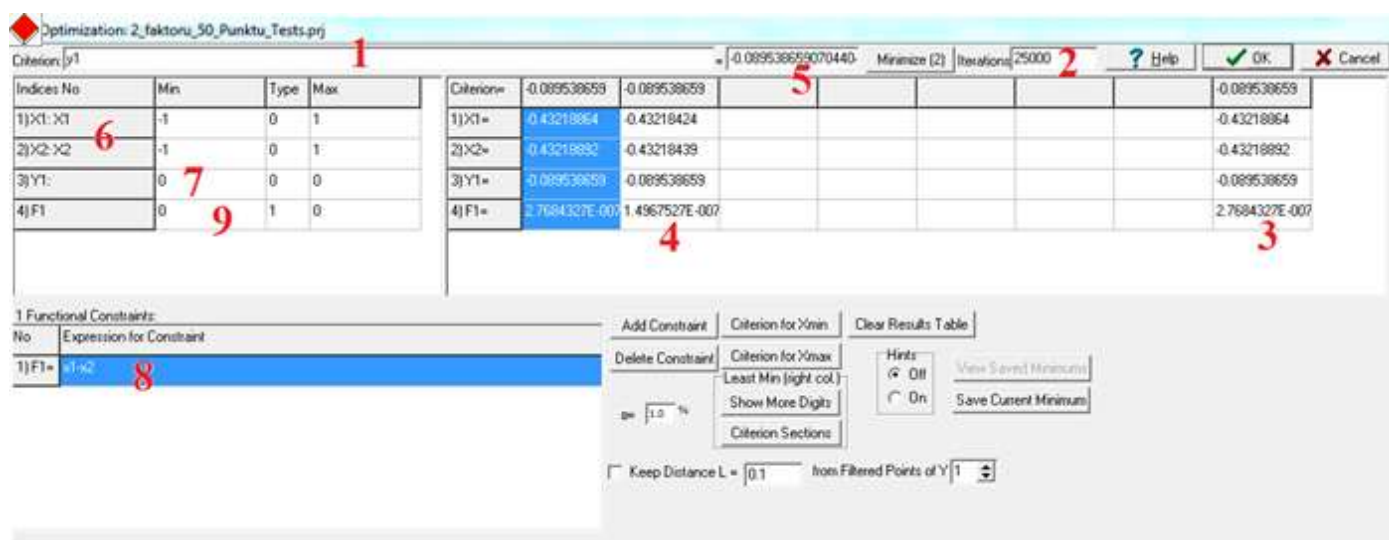 Optimization: 2_faktoru_50_Punktu_Tests.prj
Criterion: y1 1 = -0.089538659070440 5 Minimize (2) Iterations 25000 2 ? Help OK Cancel
Indices No Min Type Max Criterion= -0.089538659 -0.089538659 -0.089538659
1)X1: X1 -1 0 1 1)X1= -0.43218864 -0.43218424 -0.43218864
6
2)X2: X2 -1 0 1 2)X2= -0.43218892 -0.43218439 -0.43218892
3)Y1: 0 7 0 0 3)Y1= -0.089538659 -0.089538659 -0.089538659
4)F1 0 9 1 0 4)F1= 2.7684327E-007 1.4967527E-007 2.7684327E-007
4 3
1 Functional Constraints:
No Expression for Constraint
1)F1= x1-x2
8
Add Constraint Criterion for Xmin Clear Results Table
Delete Constraint Criterion for Xmax Hints
Off
On
View Saved Minimums
Least Min (right col.)
Show More Digits Save Current Minimum
1.0 %
Criterion Sections
Keep Distance L = 0.1 from Filtered Points of Y 1